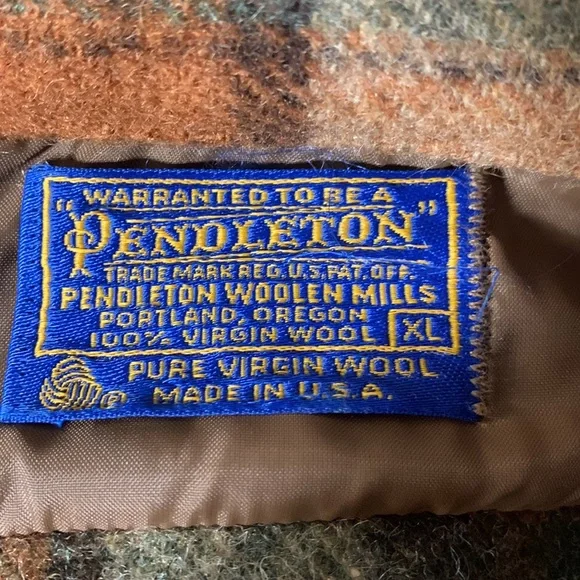 WARRANTED TO BE A
"PENDLETON"
TRADE MARK REG. U.S. PAT. OFF.
PENDLETON WOOLEN MILLS
PORTLAND, OREGON
100% VIRGIN WOOL XL
PURE VIRGIN WOOL
® MADE IN U.S.A.